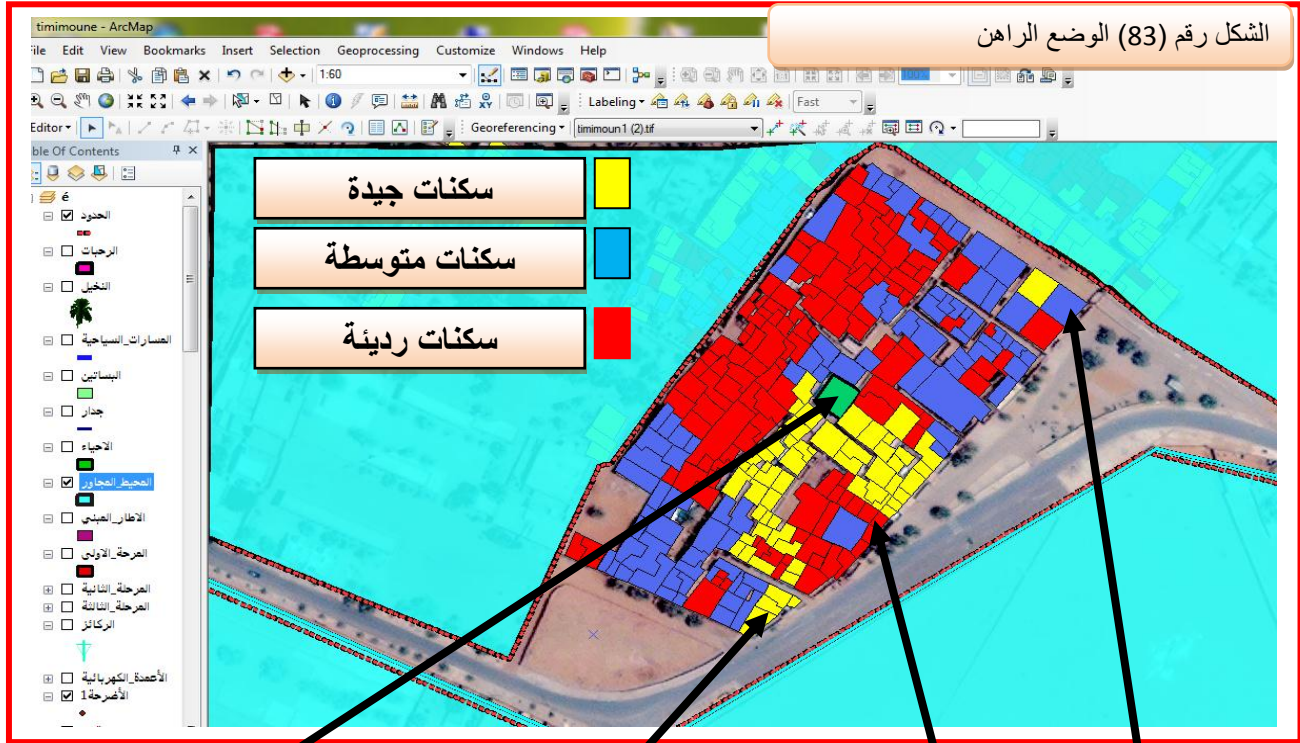 الشكل رقم (83) الوضع الراهن
timimoune - ArcMap
File Edit View Bookmarks Insert Selection Geoprocessing Customize Windows Help
1:60
100%
Labeling
Fast
Editor
Georeferencing
timimoun1 (2).tif
ble Of Contents
é
الحدود
الرحبات
النخيل
المسارات_السياحية
البساتين
جدار
الاحياء
المحيط_المجاور
الاطار_المبني
المرحة_الاولى
المرحلة_الثانية
المرحلة_الثالثة
الركائز
الأعمدة_الكهربائية
الأضرحة1
سكنات جيدة
سكنات متوسطة
سكنات رديئة